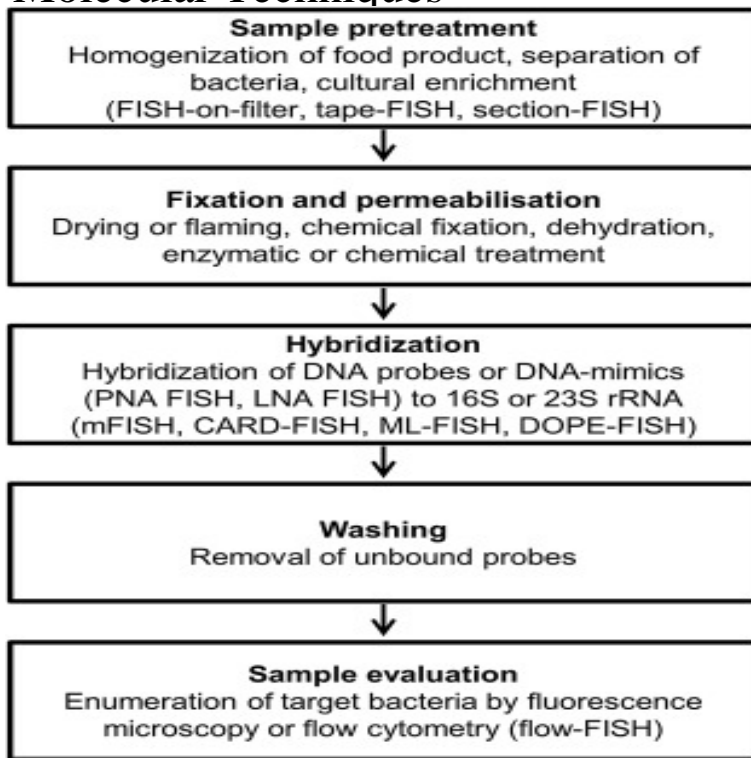 Molecular Techniques
Sample pretreatment
Homogenization of food product, separation of
bacteria, cultural enrichment
(FISH-on-filter, tape-FISH, section-FISH)
Fixation and permeabilisation
Drying or flaming, chemical fixation, dehydration,
enzymatic or chemical treatment
Hybridization
Hybridization of DNA probes or DNA-mimics
(PNA FISH, LNA FISH) to 16S or 23S rRNA
(mFISH, CARD-FISH, ML-FISH, DOPE-FISH)
Washing
Removal of unbound probes
Sample evaluation
Enumeration of target bacteria by fluorescence
microscopy or flow cytometry (flow-FISH)